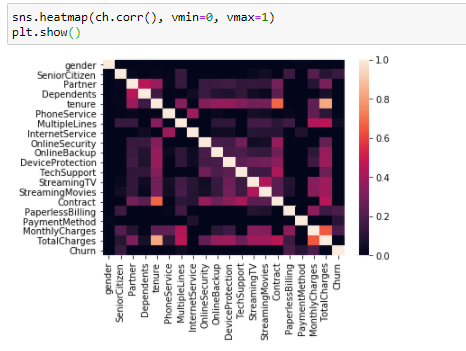 sns.heatmap(ch.corr(), vmin=0, vmax=1)
plt.show()
gender
SeniorCitizen
Partner
Dependents
tenure
PhoneService
MultipleLines
InternetService
OnlineSecurity
OnlineBackup
DeviceProtection
TechSupport
StreamingTV
StreamingMovies
Contract
PaperlessBilling
PaymentMethod
MonthlyCharges
TotalCharges
Churn
1.0
0.8
0.6
0.4
0.2
0.0
gender
SeniorCitizen
Partner
Dependents
tenure
PhoneService
MultipleLines
InternetService
OnlineSecurity
OnlineBackup
DeviceProtection
TechSupport
StreamingTV
StreamingMovies
Contract
PaperlessBilling
PaymentMethod
MonthlyCharges
TotalCharges
Churn